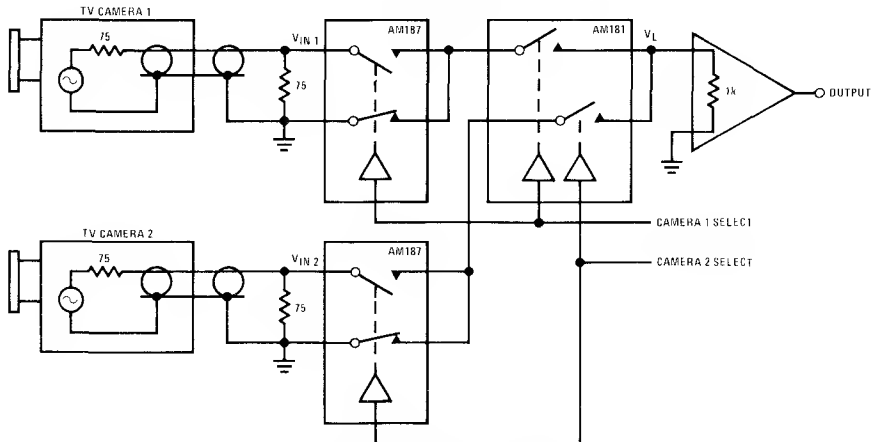 TV CAMERA 1
75
V_IN 1
75
AM187
AM181
V_L
1k
OUTPUT
CAMERA 1 SELECT
CAMERA 2 SELECT
TV CAMERA 2
75
V_IN 2
75
AM187